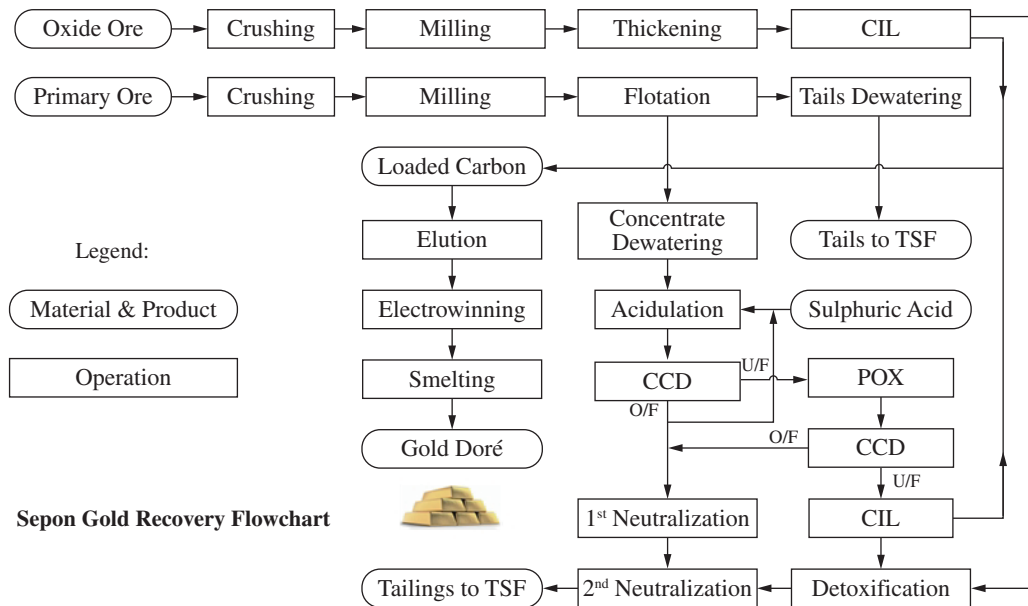 Oxide Ore
Crushing
Milling
Thickening
CIL
Primary Ore
Crushing
Milling
Flotation
Tails Dewatering
Loaded Carbon
Concentrate
Dewatering
Tails to TSF
Elution
Legend:
Material & Product
Electrowinning
Acidulation
Sulphuric Acid
Operation
Smelting
CCD
U/F
POX
O/F
Gold Doré
O/F
CCD
U/F
Sepon Gold Recovery Flowchart
1st Neutralization
CIL
Tailings to TSF
2nd Neutralization
Detoxification